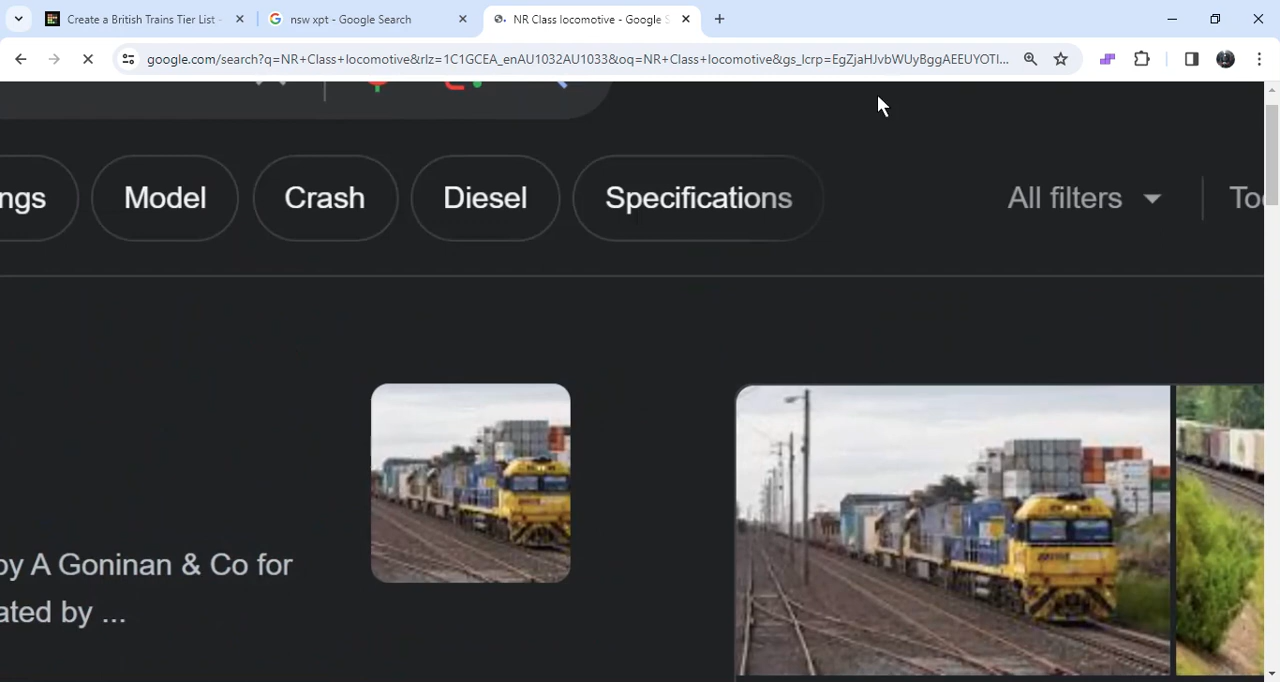 Create a British Trains Tier List -
nsw xpt - Google Search
NR Class locomotive - Google S
google.com/search?q=NR+Class+locomotive&rlz=1C1GCEA_enAU1032AU1033&oq=NR+Class+locomotive&gs_lcrp=EgZjaHJvbWUyBggAEEUYOTI...
ngs
Model
Crash
Diesel
Specifications
All filters
Too
by A Goninan & Co for
ated by ...